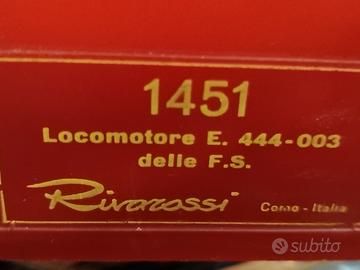 1451
Locomotore E. 444-003
delle F.S.
Rivarossi
Como - Italia
subito